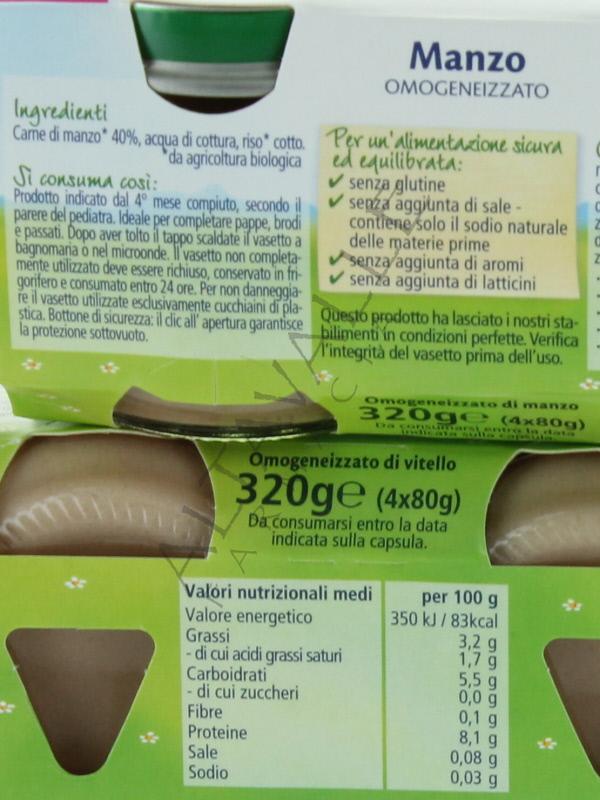 Manzo
OMOGENEIZZATO
Ingredienti
Carne di manzo* 40%, acqua di cottura, riso* cotto.
*da agricoltura biologica
Si consuma così:
Prodotto indicato dal 4° mese compiuto, secondo il
parere del pediatra. Ideale per completare pappe, brodi
e passati. Dopo aver tolto il tappo scaldate il vasetto a
bagnomaria o nel microonde. Il vasetto non completa-
mente utilizzato deve essere richiuso, conservato in fri-
gorifero e consumato entro 24 ore. Per non danneggia-
re il vasetto utilizzate esclusivamente cucchiaini di pla-
stica. Bottone di sicurezza: il clic all' apertura garantisce
la protezione sottovuoto.
Per un'alimentazione sicura
ed equilibrata:
✓ senza glutine
✓ senza aggiunta di sale -
contiene solo il sodio naturale
delle materie prime
✓ senza aggiunta di aromi
✓ senza aggiunta di latticini
Questo prodotto ha lasciato i nostri sta-
bilimenti in condizioni perfette. Verifica
l'integrità del vasetto prima dell'uso.
Omogeneizzato di manzo
320g℮ (4x80g)
Da consumarsi entro la data
indicata sulla capsula.
Omogeneizzato di vitello
320g℮ (4x80g)
Da consumarsi entro la data
indicata sulla capsula.
Valori nutrizionali medi per 100 g
Valore energetico 350 kJ / 83kcal
Grassi 3,2 g
- di cui acidi grassi saturi 1,7 g
Carboidrati 5,5 g
- di cui zuccheri 0,0 g
Fibre 0,1 g
Proteine 8,1 g
Sale 0,08 g
Sodio 0,03 g